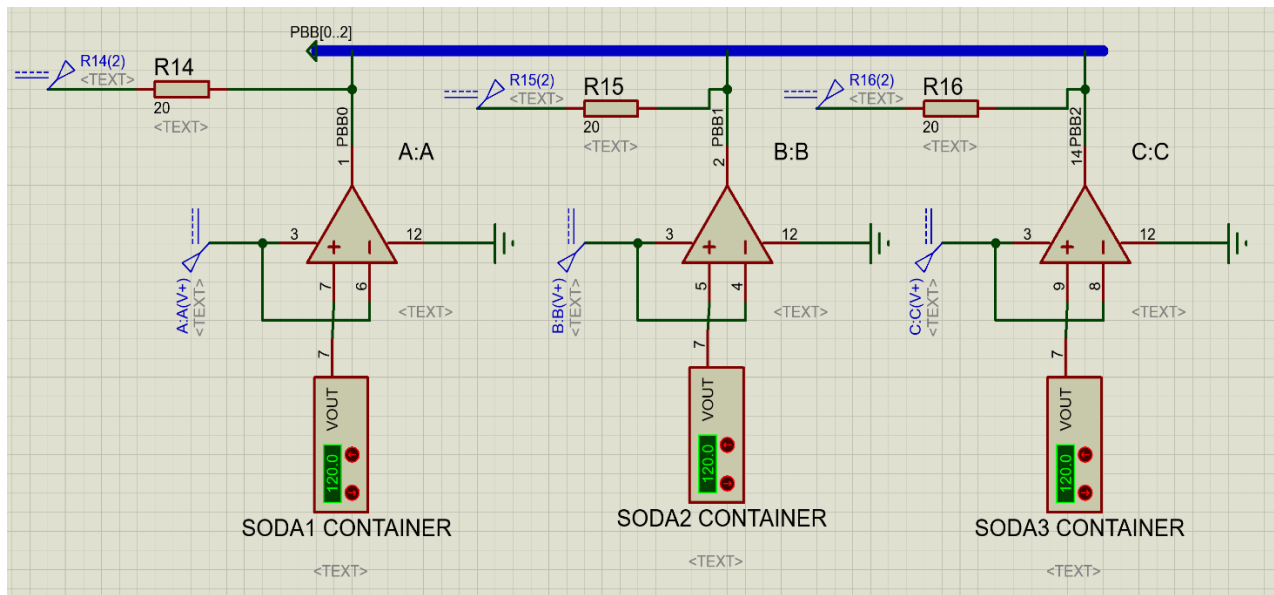 PBB[0..2]
R14(2)
<TEXT>
R14
20
<TEXT>
R15(2)
<TEXT>
R15
20
<TEXT>
R16(2)
<TEXT>
R16
20
<TEXT>
PBB0
1
A:A
PBB1
2
B:B
PBB2
14
C:C
3
+
-
12
7
6
A:A(V+)
<TEXT>
<TEXT>
3
+
-
12
5
4
B:B(V+)
<TEXT>
<TEXT>
3
+
-
12
9
8
C:C(V+)
<TEXT>
<TEXT>
7
VOUT
120.0
7
VOUT
120.0
7
VOUT
120.0
SODA1 CONTAINER
<TEXT>
SODA2 CONTAINER
<TEXT>
SODA3 CONTAINER
<TEXT>